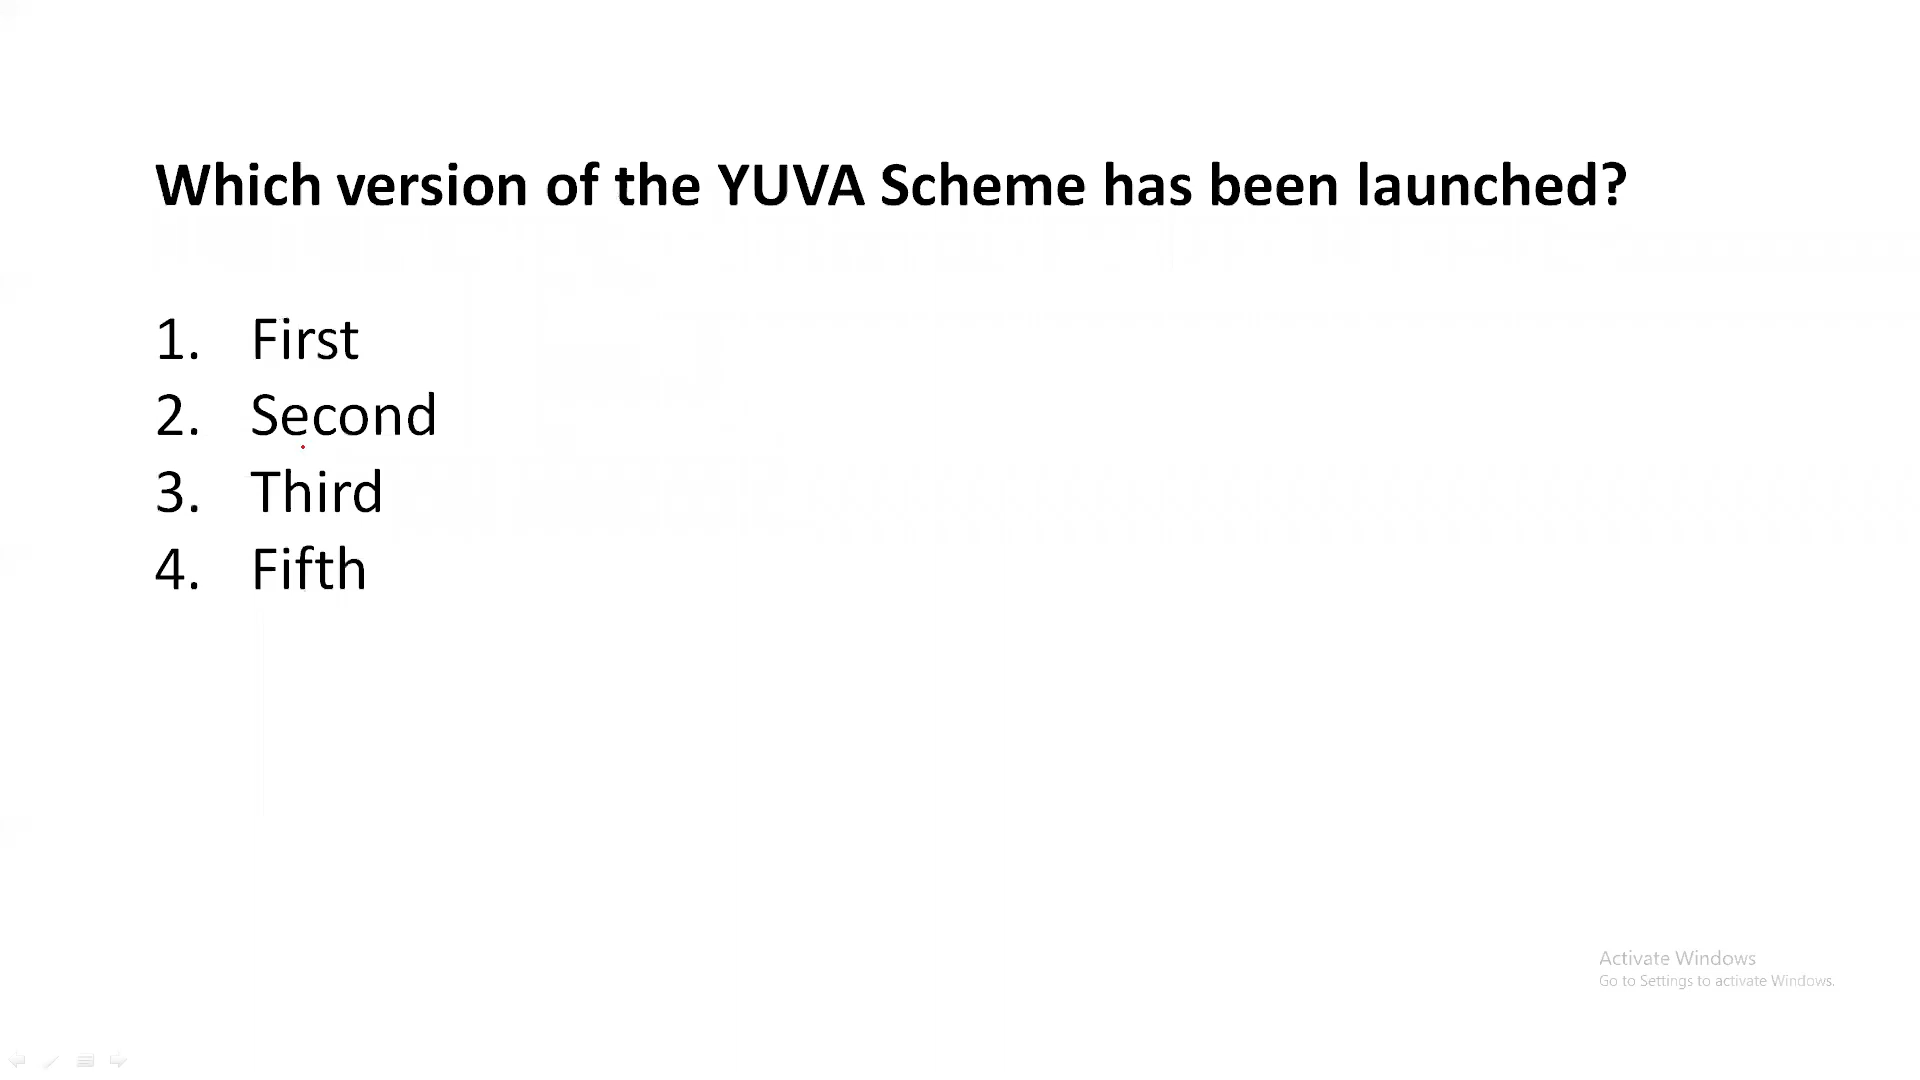 Which version of the YUVA Scheme has been launched?
1. First
2. Second
3. Third
4. Fifth
Activate Windows
Go to Settings to activate Windows.